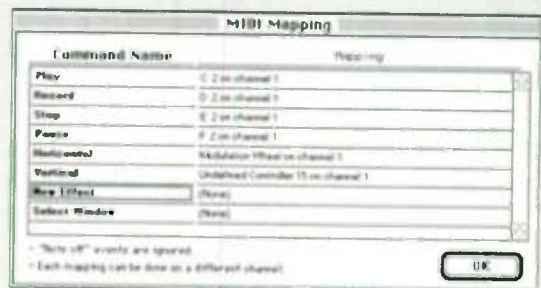 MIDI Mapping
Command Name Mapping
Play C 2 on channel 1
Record D 2 on channel 1
Stop E 2 on channel 1
Pause F 2 on channel 1
Horizontal Modulation Wheel on channel 1
Vertical Undefined Controller 15 on channel 1
New Effect (None)
Select Window (None)
• "Note off" events are ignored.
• Each mapping can be done on a different channel.
OK